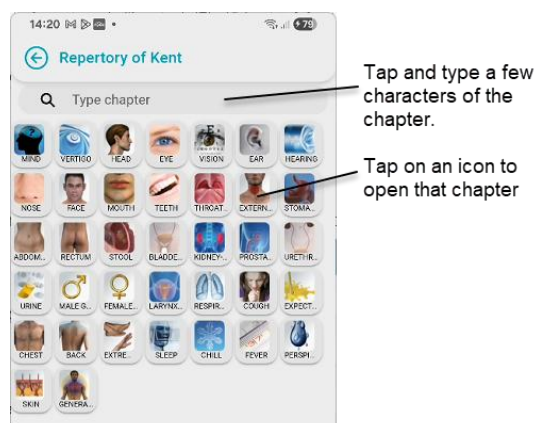 14:20
79
Repertory of Kent
Type chapter
Tap and type a few
characters of the
chapter.
MIND VERTIGO HEAD EYE VISION EAR HEARING
Tap on an icon to
open that chapter
NOSE FACE MOUTH TEETH THROAT.. EXTERN.. STOMA..
ABDOM.. RECTUM STOOL BLADDE.. KIDNEY-.. PROSTA.. URETHR..
URINE MALE G.. FEMALE.. LARYNX.. RESPIR.. COUGH EXPECT..
CHEST BACK EXTRE.. SLEEP CHILL FEVER PERSPI..
SKIN GENERA..